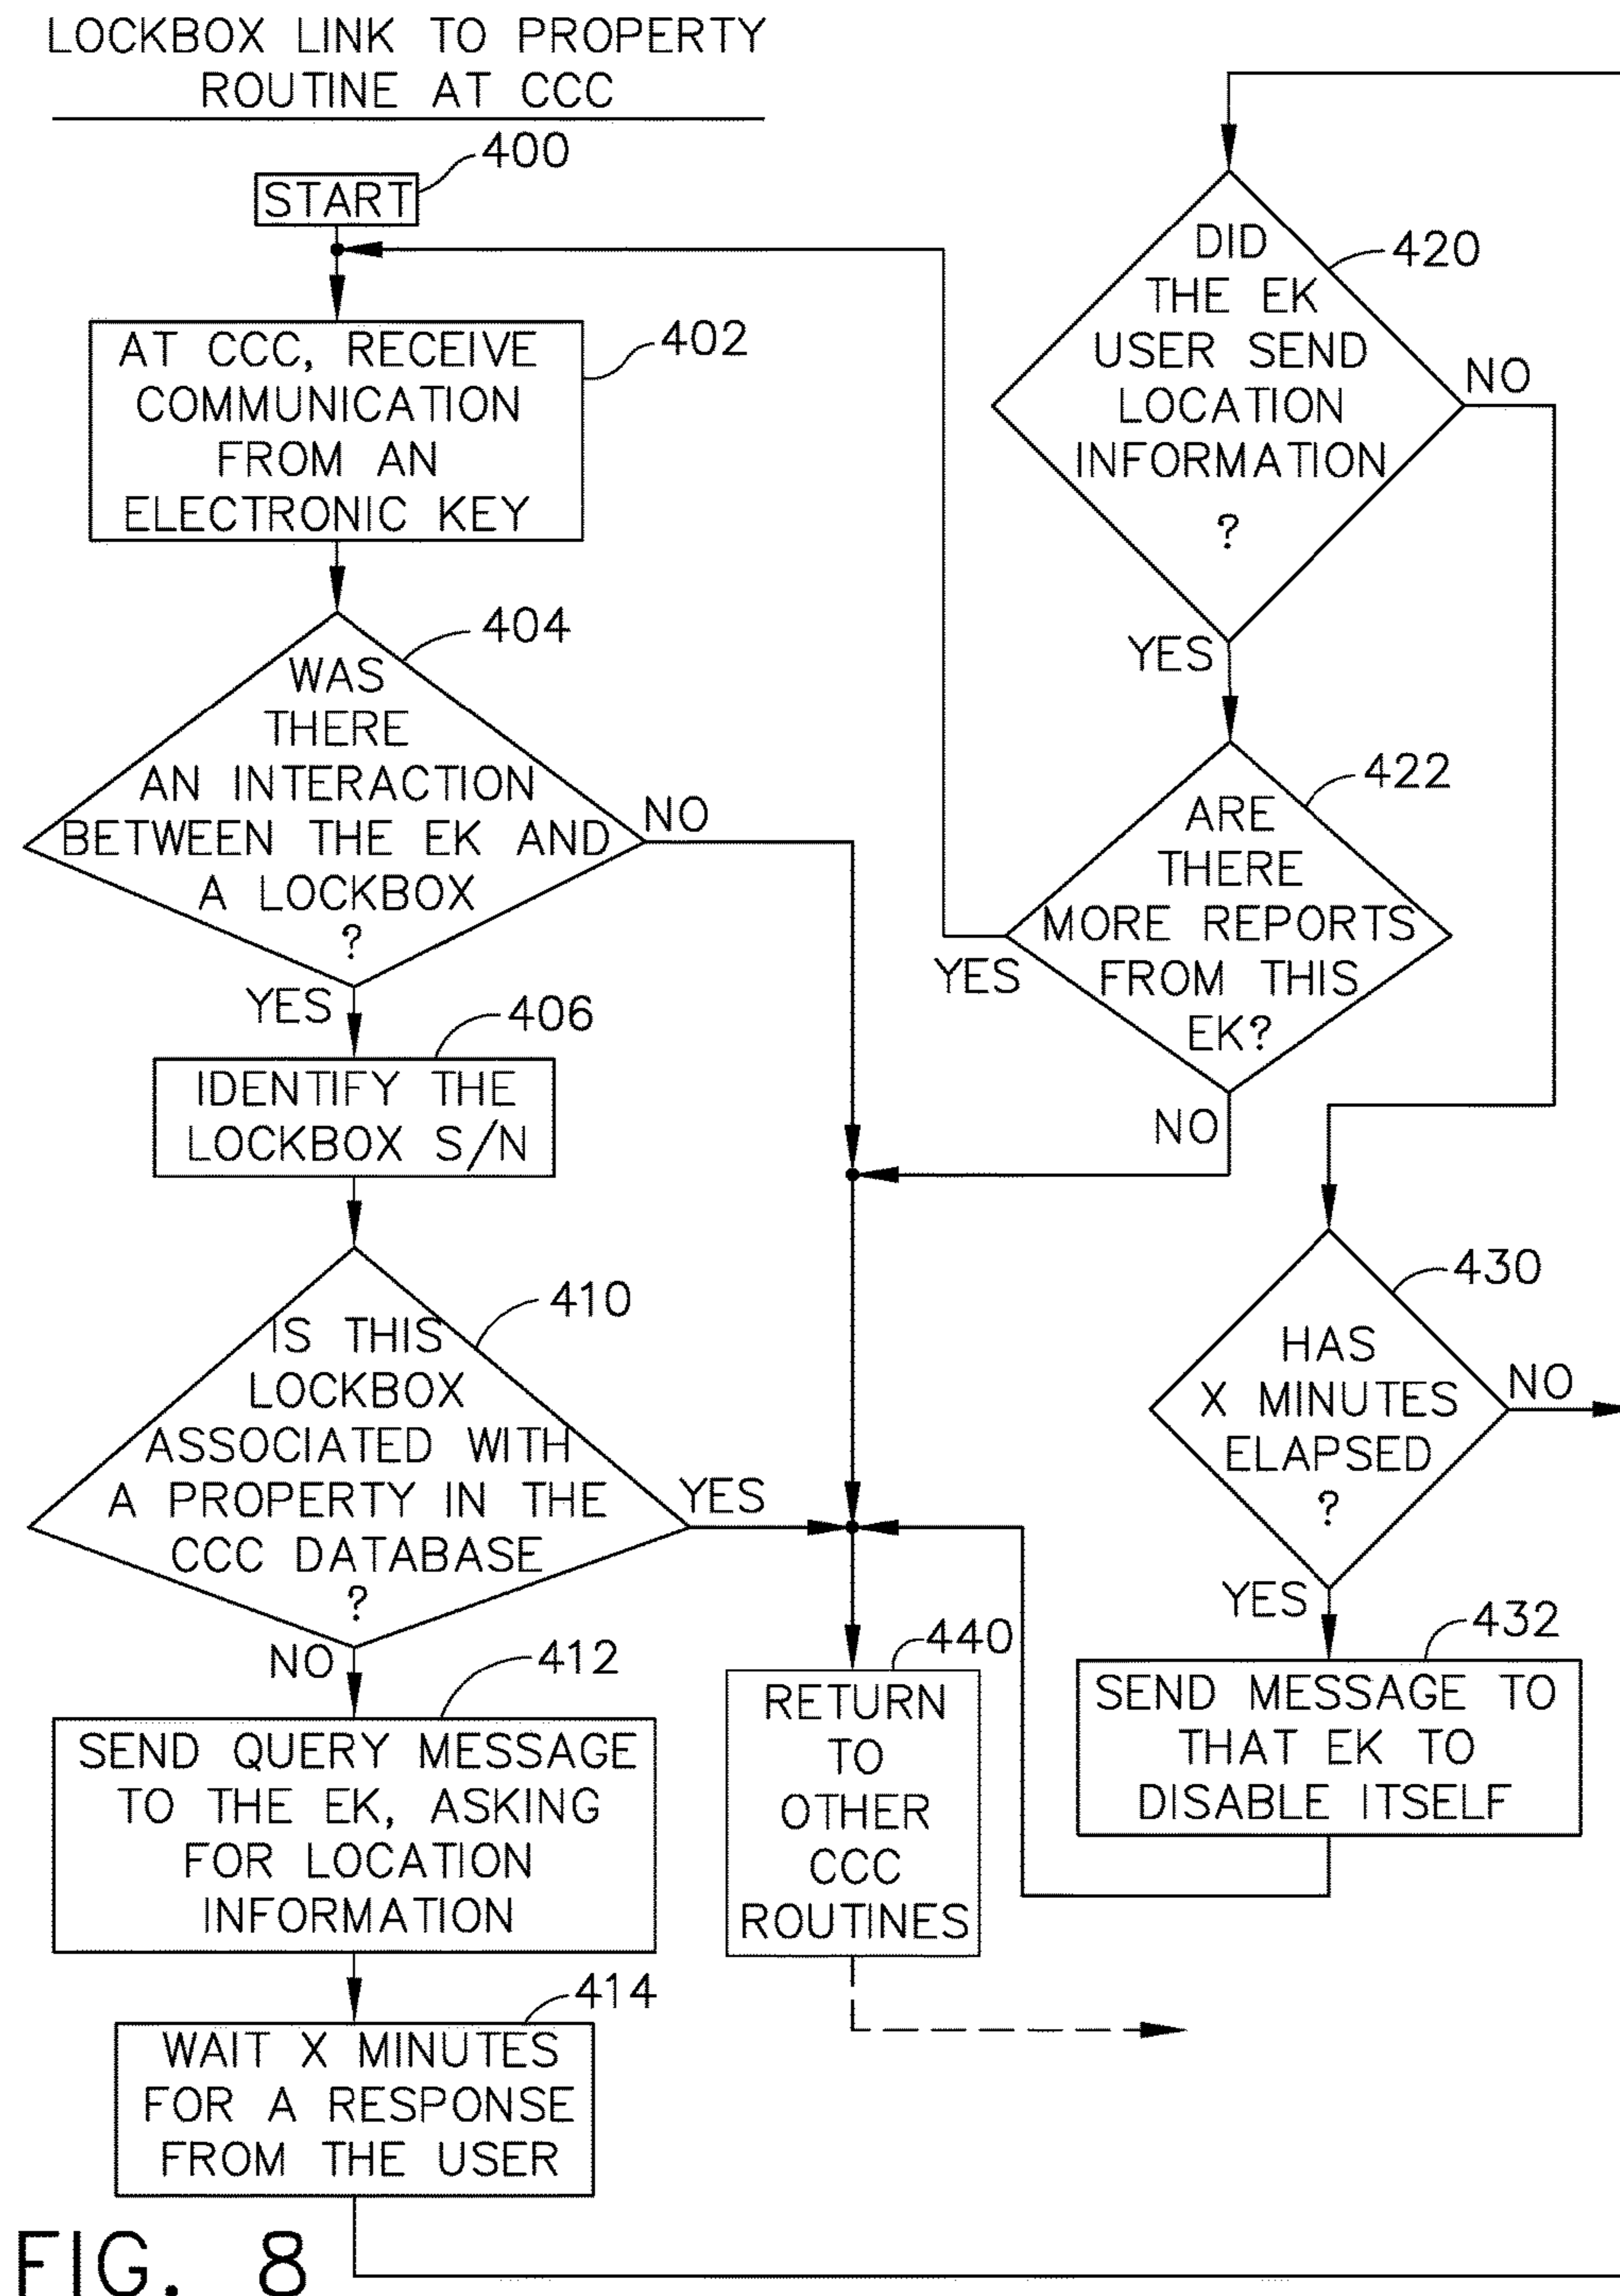 LOCKBOX LINK TO PROPERTY
ROUTINE AT CCC
400
START
402
AT CCC, RECEIVE
COMMUNICATION
FROM AN
ELECTRONIC KEY
404
WAS
THERE
AN INTERACTION
BETWEEN THE EK AND
A LOCKBOX
?
NO
YES
406
IDENTIFY THE
LOCKBOX S/N
410
IS THIS
LOCKBOX
ASSOCIATED WITH
A PROPERTY IN THE
CCC DATABASE
?
YES
NO
412
SEND QUERY MESSAGE
TO THE EK, ASKING
FOR LOCATION
INFORMATION
414
WAIT X MINUTES
FOR A RESPONSE
FROM THE USER
420
DID
THE EK
USER SEND
LOCATION
INFORMATION
?
NO
YES
422
ARE
THERE
MORE REPORTS
FROM THIS
EK?
YES
NO
430
HAS
X MINUTES
ELAPSED
?
NO
YES
432
SEND MESSAGE TO
THAT EK TO
DISABLE ITSELF
440
RETURN
TO
OTHER
CCC
ROUTINES
FIG. 8